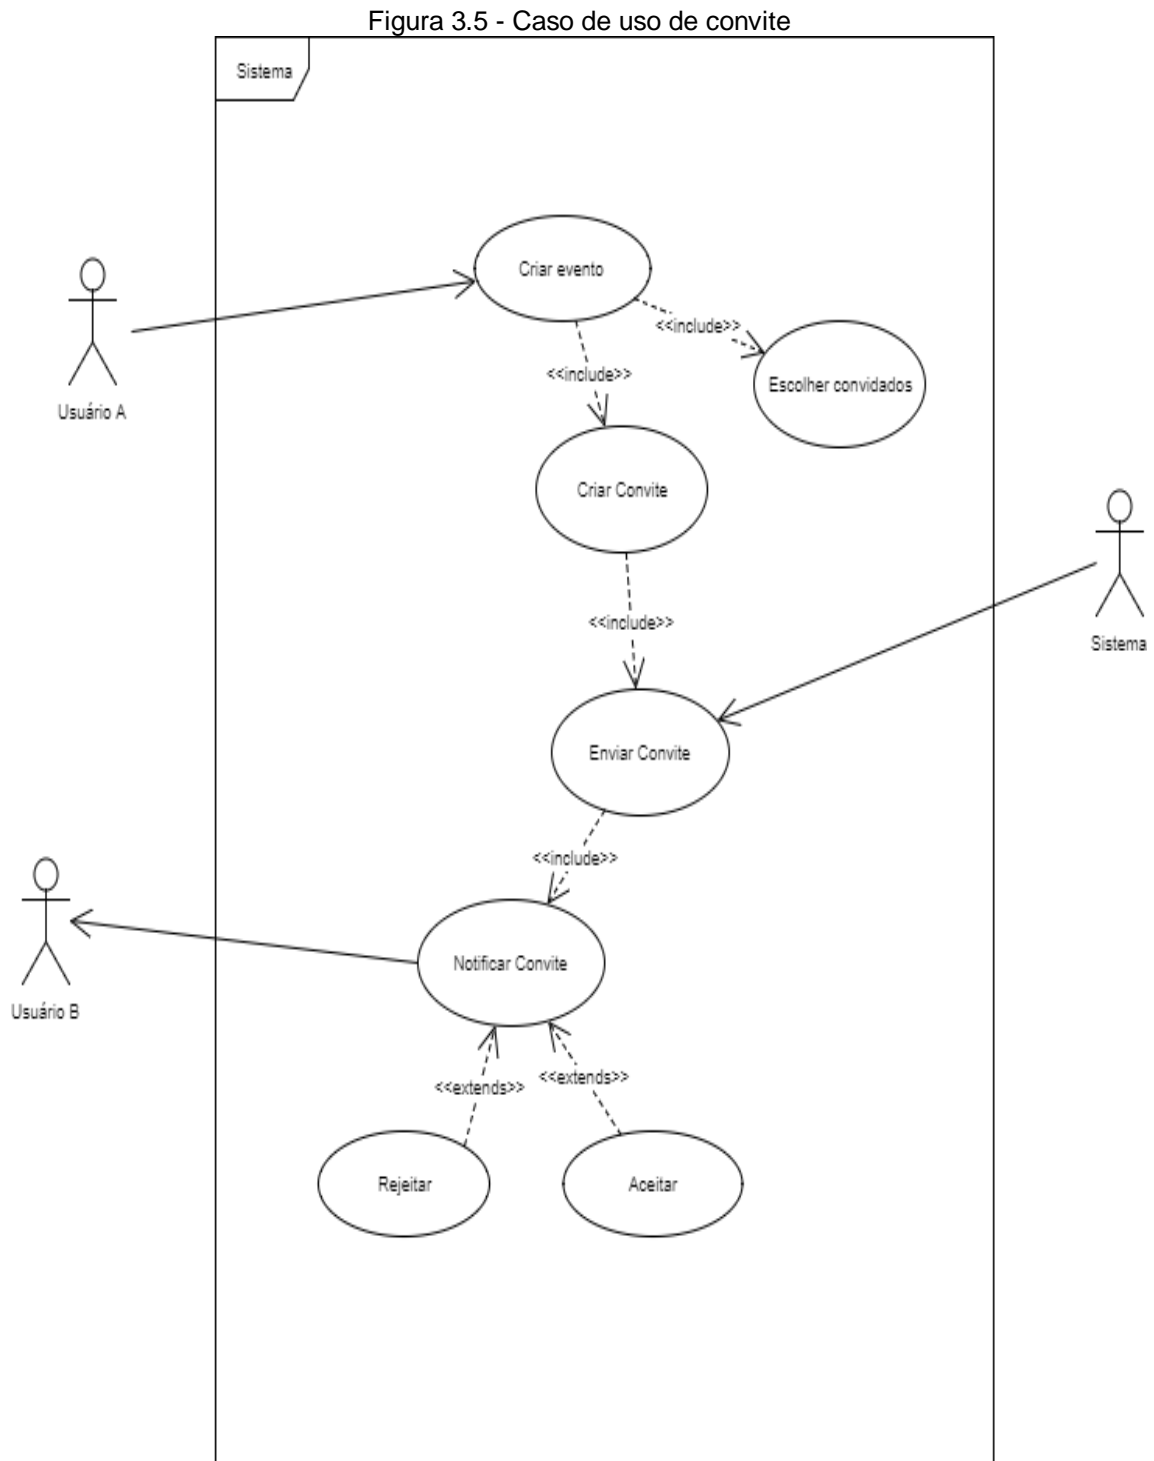 Figura 3.5 - Caso de uso de convite
Sistema
Criar evento
<<include>>
<<include>>
Escolher convidados
Usuário A
Criar Convite
<<include>>
Sistema
Enviar Convite
<<include>>
Notificar Convite
Usuário B
<<extends>>
<<extends>>
Rejeitar
Aceitar